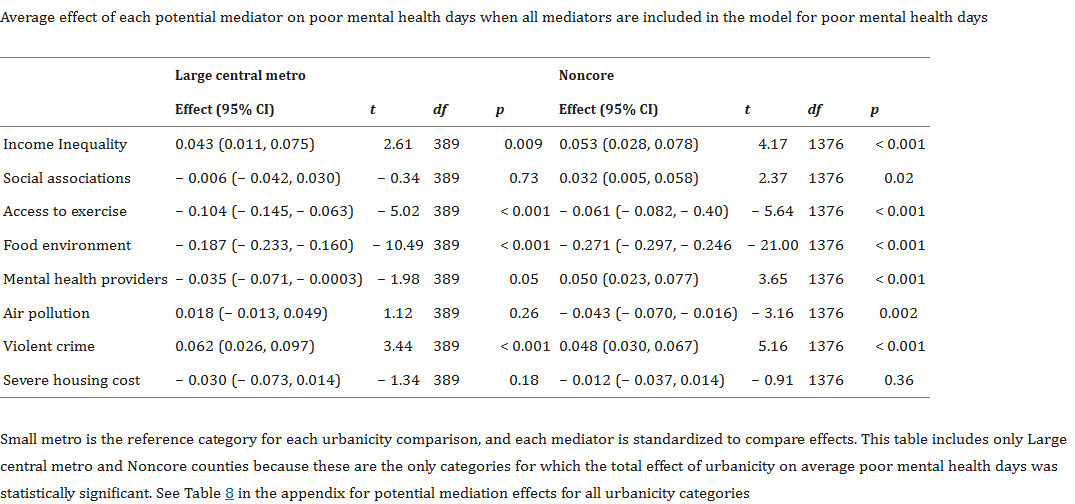 Average effect of each potential mediator on poor mental health days when all mediators are included in the model for poor mental health days
Large central metro Noncore
Effect (95% CI) t df p Effect (95% CI) t df p
Income Inequality 0.043 (0.011, 0.075) 2.61 389 0.009 0.053 (0.028, 0.078) 4.17 1376 < 0.001
Social associations − 0.006 (− 0.042, 0.030) − 0.34 389 0.73 0.032 (0.005, 0.058) 2.37 1376 0.02
Access to exercise − 0.104 (− 0.145, − 0.063) − 5.02 389 < 0.001 − 0.061 (− 0.082, − 0.40) − 5.64 1376 < 0.001
Food environment − 0.187 (− 0.233, − 0.160) − 10.49 389 < 0.001 − 0.271 (− 0.297, − 0.246 − 21.00 1376 < 0.001
Mental health providers − 0.035 (− 0.071, − 0.0003) − 1.98 389 0.05 0.050 (0.023, 0.077) 3.65 1376 < 0.001
Air pollution 0.018 (− 0.013, 0.049) 1.12 389 0.26 − 0.043 (− 0.070, − 0.016) − 3.16 1376 0.002
Violent crime 0.062 (0.026, 0.097) 3.44 389 < 0.001 0.048 (0.030, 0.067) 5.16 1376 < 0.001
Severe housing cost − 0.030 (− 0.073, 0.014) − 1.34 389 0.18 − 0.012 (− 0.037, 0.014) − 0.91 1376 0.36
Small metro is the reference category for each urbanicity comparison, and each mediator is standardized to compare effects. This table includes only Large
central metro and Noncore counties because these are the only categories for which the total effect of urbanicity on average poor mental health days was
statistically significant. See Table 8 in the appendix for potential mediation effects for all urbanicity categories